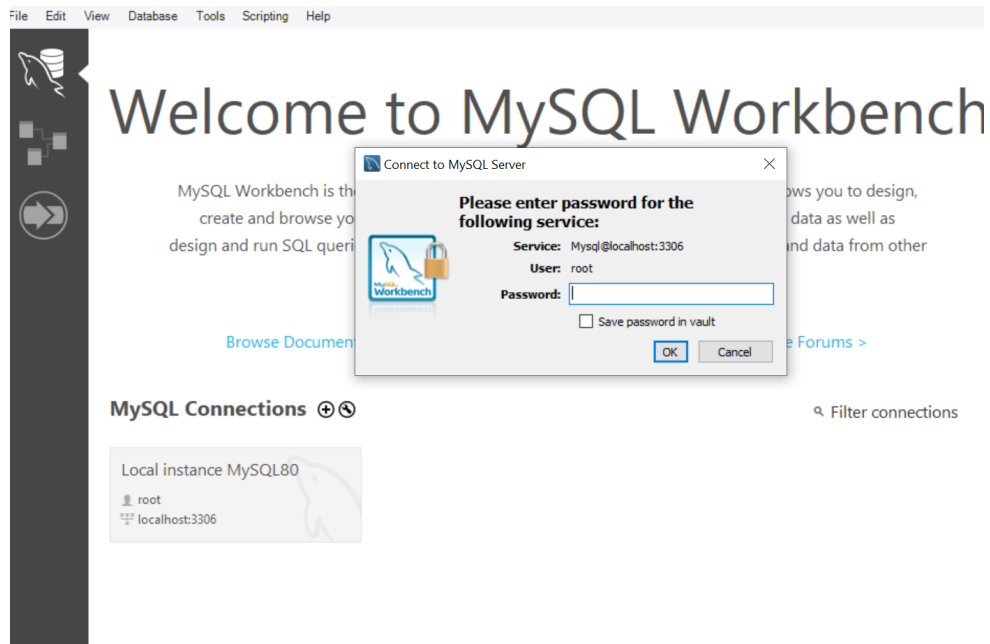 File Edit View Database Tools Scripting Help
Welcome to MySQL Workbench
Connect to MySQL Server
MySQL Workbench is the
ows you to design,
create and browse yo
data as well as
design and run SQL queri
and data from other
Please enter password for the
following service:
Service: Mysql@localhost:3306
User: root
Password:
MySQL
Workbench
Save password in vault
OK Cancel
Browse Documen
Forums >
MySQL Connections
Filter connections
Local instance MySQL80
root
localhost:3306